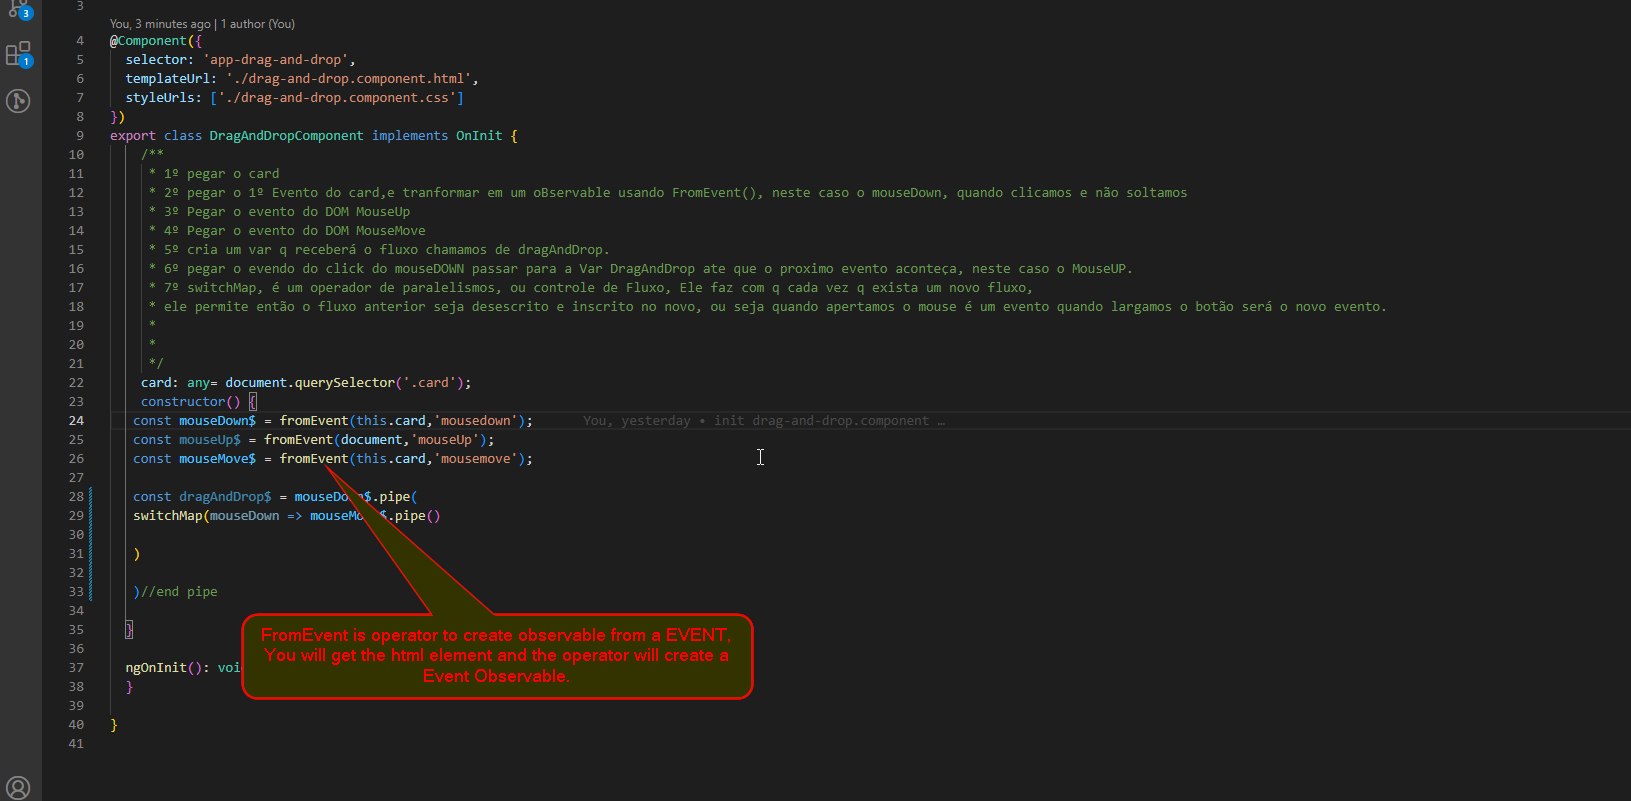 3
3
You, 3 minutes ago | 1 author (You)
4 @Component({
1
5 selector: 'app-drag-and-drop',
6 templateUrl: './drag-and-drop.component.html',
7 styleUrls: ['./drag-and-drop.component.css']
8 })
9 export class DragAndDropComponent implements OnInit {
10 /**
11 * 1º pegar o card
12 * 2º pegar o 1º Evento do card,e tranformar em um oBservable usando FromEvent(), neste caso o mouseDown, quando clicamos e não soltamos
13 * 3º Pegar o evento do DOM MouseUp
14 * 4º Pegar o evento do DOM MouseMove
15 * 5º cria um var q receberá o fluxo chamamos de dragAndDrop.
16 * 6º pegar o evendo do click do mouseDOWN passar para a Var DragAndDrop ate que o proximo evento aconteça, neste caso o MouseUP.
17 * 7º switchMap, é um operador de paralelismos, ou controle de Fluxo, Ele faz com q cada vez q exista um novo fluxo,
18 * ele permite então o fluxo anterior seja desescrito e inscrito no novo, ou seja quando apertamos o mouse é um evento quando largamos o botão será o novo evento.
19 *
20 *
21 */
22 card: any= document.querySelector('.card');
23 constructor() {
24 const mouseDown$ = fromEvent(this.card,'mousedown'); You, yesterday • init drag-and-drop.component …
25 const mouseUp$ = fromEvent(document,'mouseUp');
26 const mouseMove$ = fromEvent(this.card,'mousemove');
27
28 const dragAndDrop$ = mouseDo $.pipe(
29 switchMap(mouseDown => mouseMo $.pipe()
30
31 )
32
33 )//end pipe
34
35 }
36
37 ngOnInit(): voi
38 }
39
40 }
41
FromEvent is operator to create observable from a EVENT,
You will get the html element and the operator will create a
Event Observable.